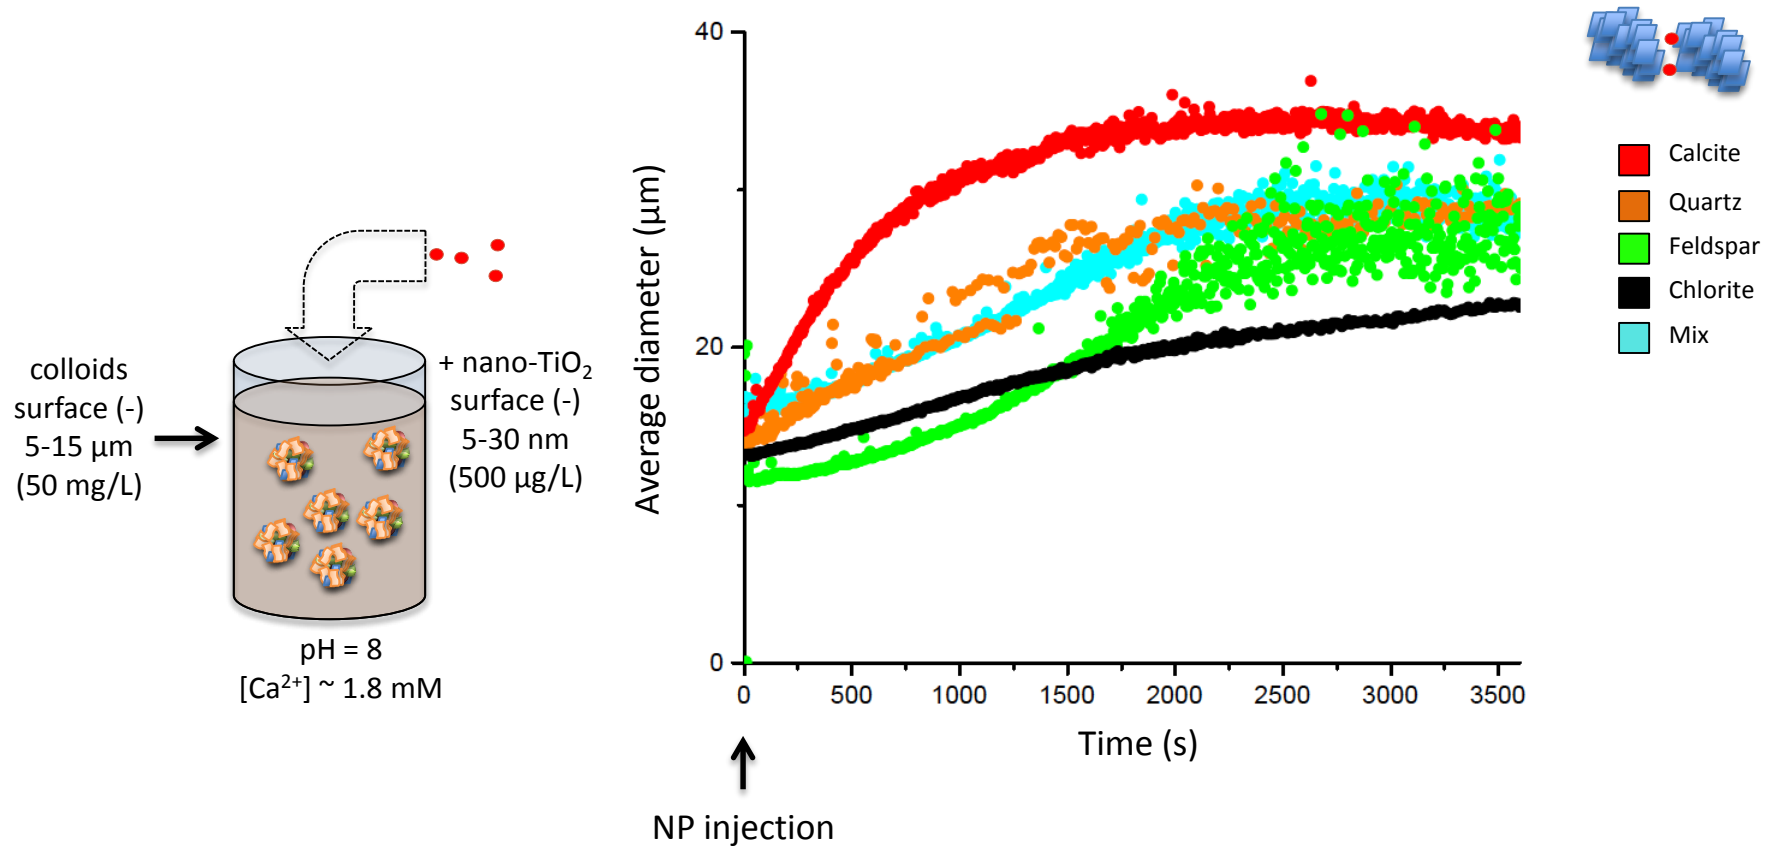 colloids
surface (-)
5-15 µm
(50 mg/L)
+ nano-TiO₂
surface (-)
5-30 nm
(500 µg/L)
pH = 8
[Ca²⁺] ~ 1.8 mM
Average diameter (µm)
40
20
0
0 500 1000 1500 2000 2500 3000 3500
Time (s)
NP injection
Calcite
Quartz
Feldspar
Chlorite
Mix